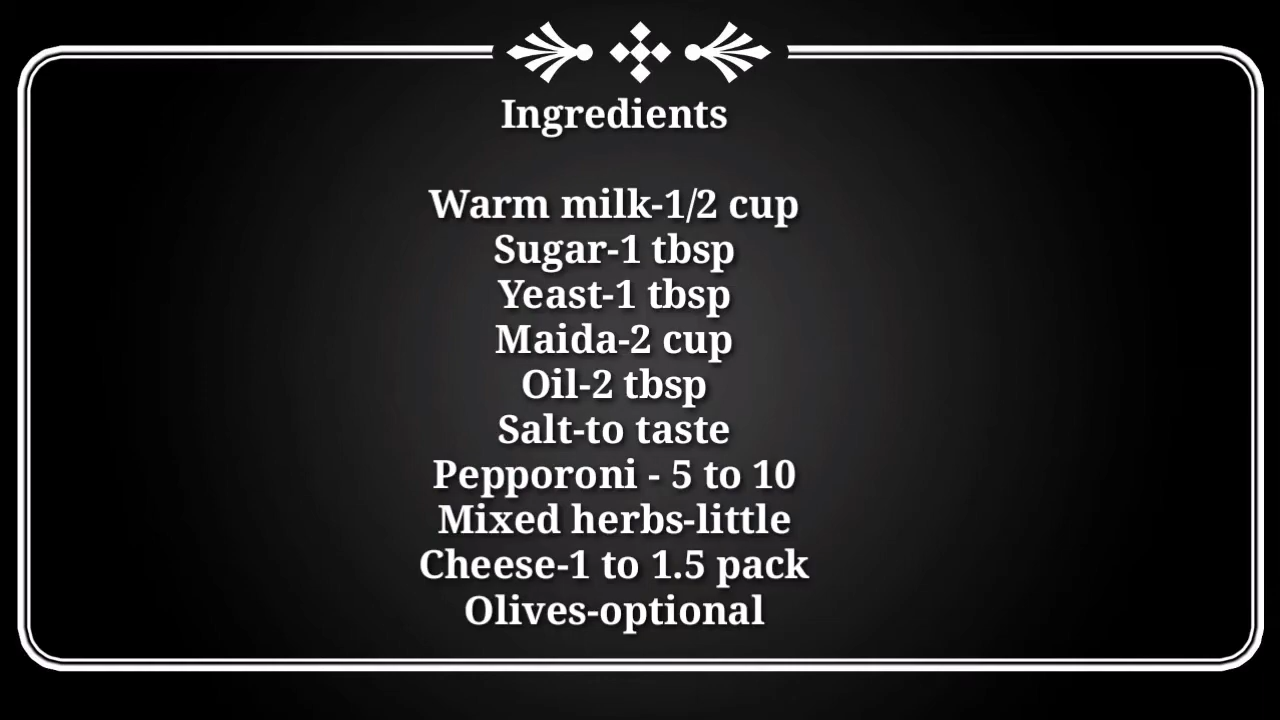 Ingredients
Warm milk-1/2 cup
Sugar-1 tbsp
Yeast-1 tbsp
Maida-2 cup
Oil-2 tbsp
Salt-to taste
Pepporoni - 5 to 10
Mixed herbs-little
Cheese-1 to 1.5 pack
Olives-optional